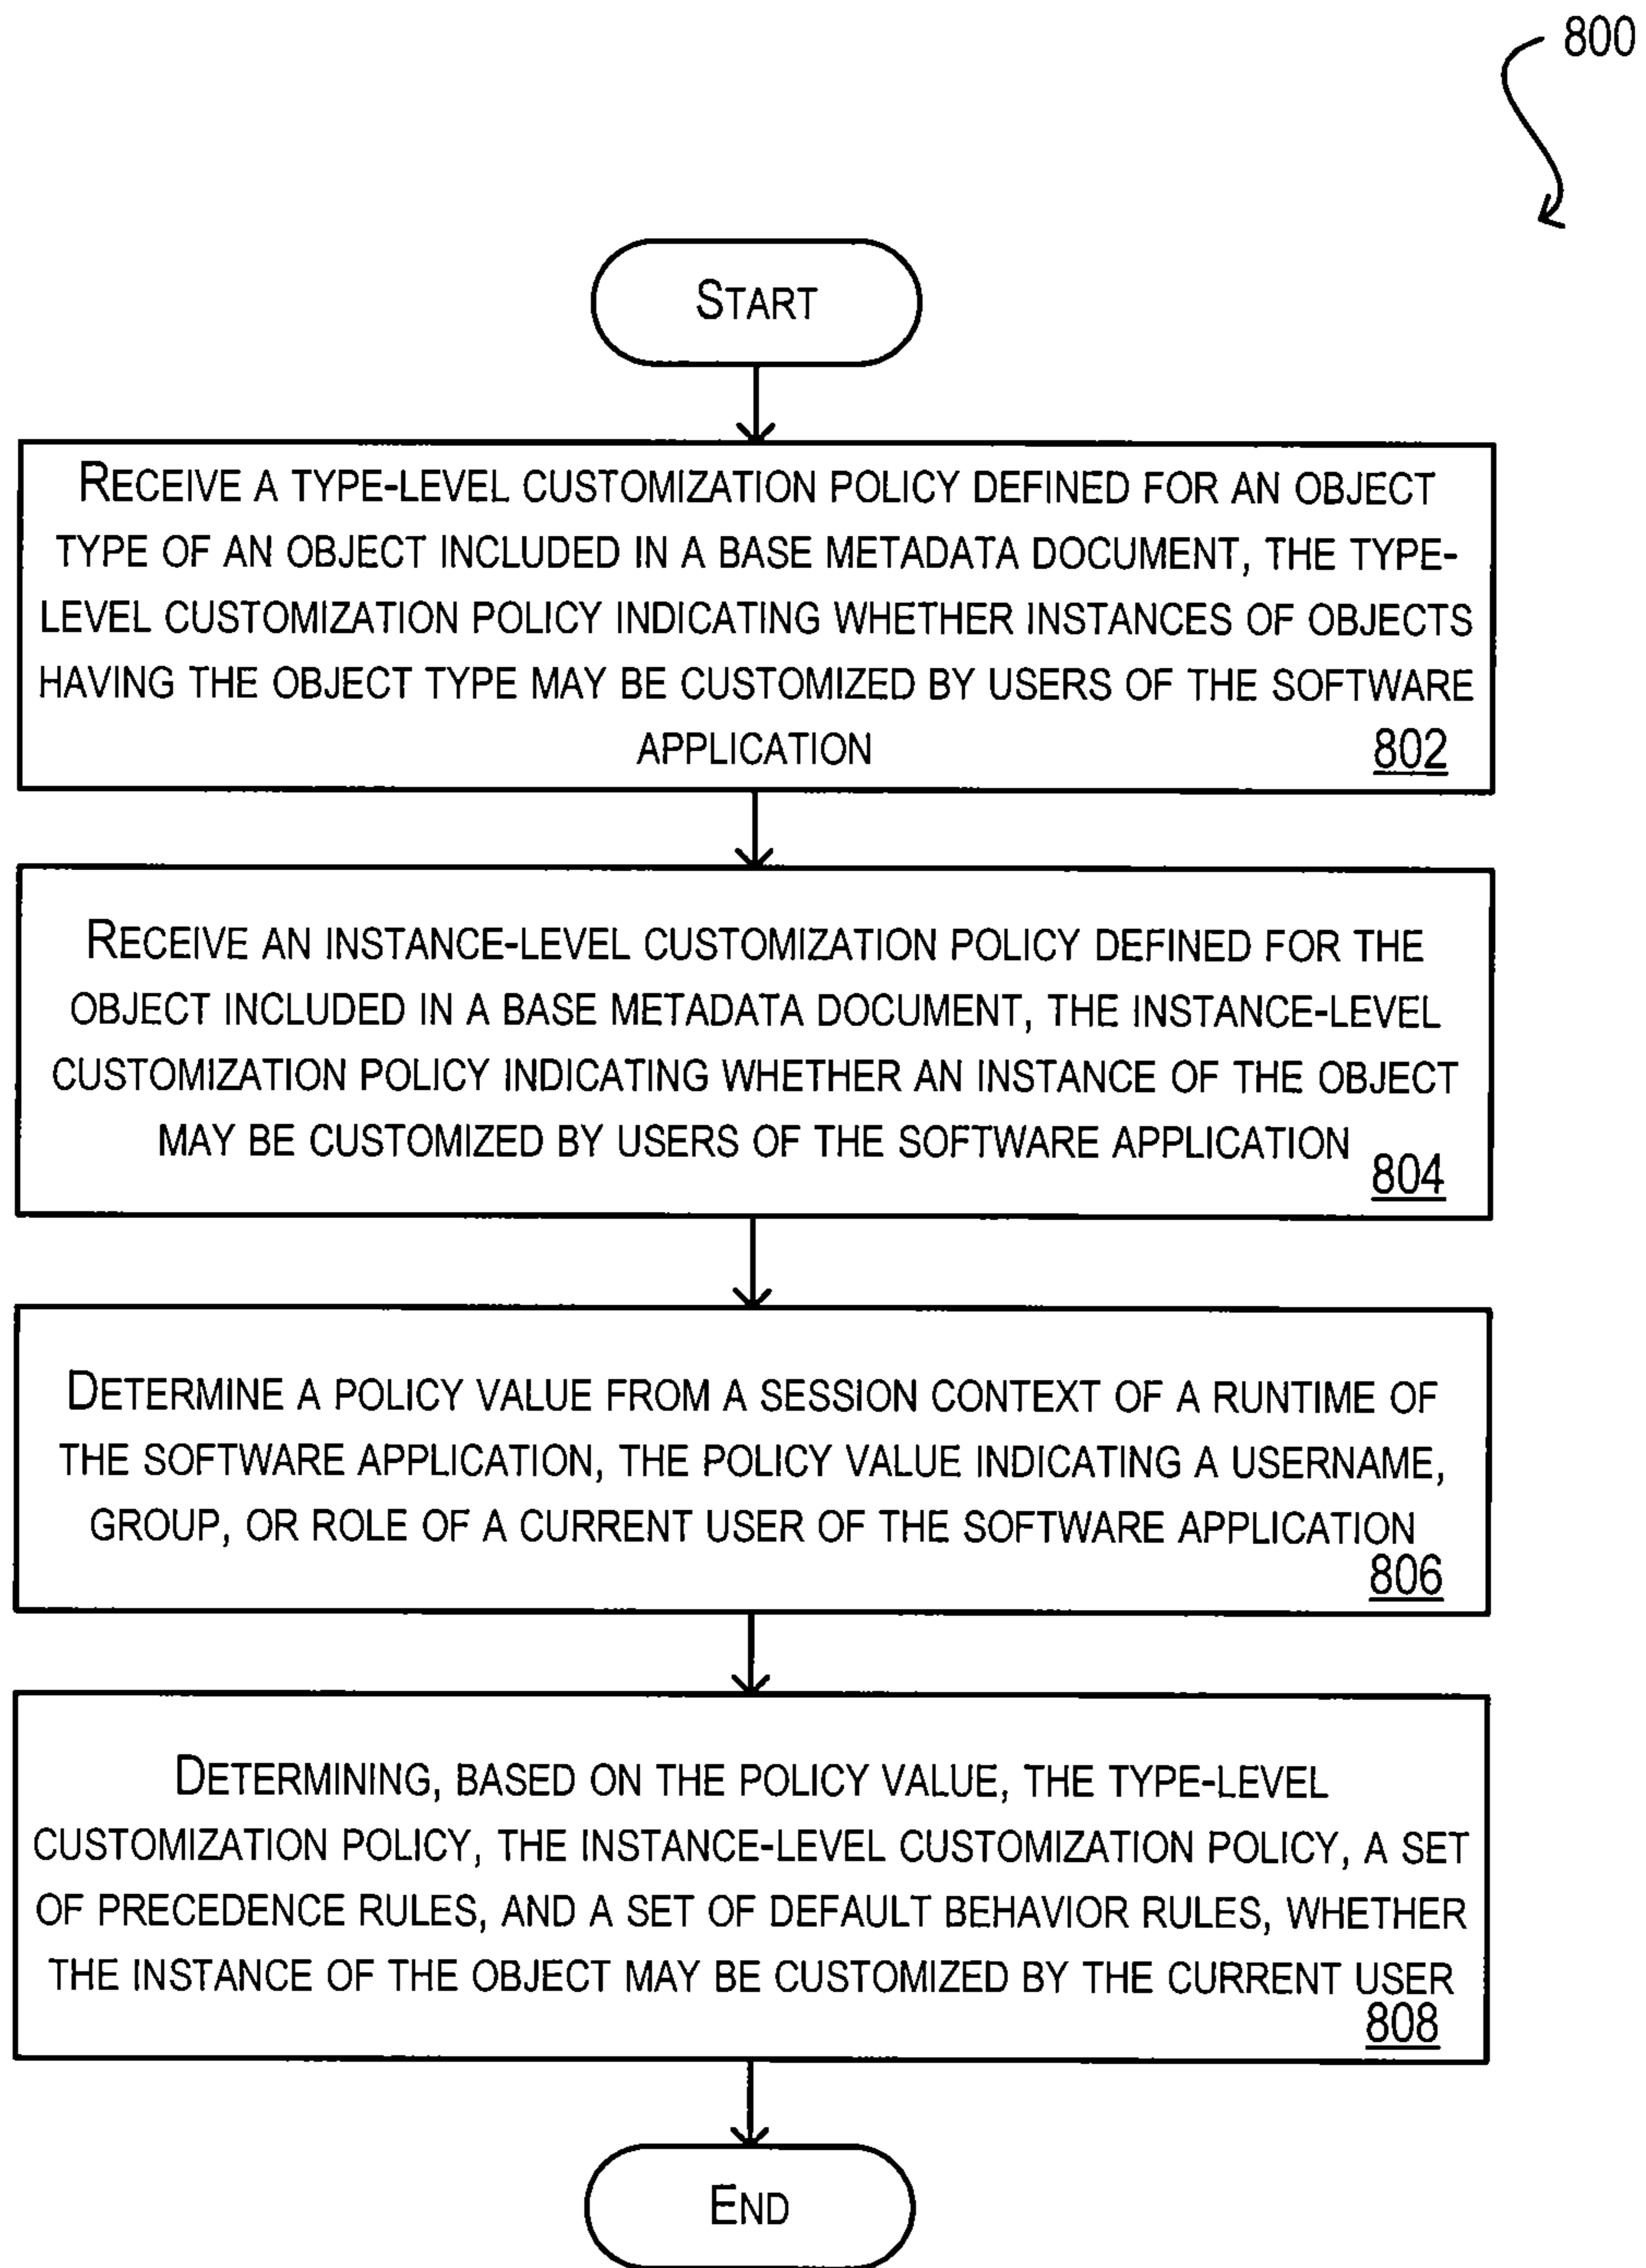 800
START
RECEIVE A TYPE-LEVEL CUSTOMIZATION POLICY DEFINED FOR AN OBJECT
TYPE OF AN OBJECT INCLUDED IN A BASE METADATA DOCUMENT, THE TYPE-
LEVEL CUSTOMIZATION POLICY INDICATING WHETHER INSTANCES OF OBJECTS
HAVING THE OBJECT TYPE MAY BE CUSTOMIZED BY USERS OF THE SOFTWARE
APPLICATION
802
RECEIVE AN INSTANCE-LEVEL CUSTOMIZATION POLICY DEFINED FOR THE
OBJECT INCLUDED IN A BASE METADATA DOCUMENT, THE INSTANCE-LEVEL
CUSTOMIZATION POLICY INDICATING WHETHER AN INSTANCE OF THE OBJECT
MAY BE CUSTOMIZED BY USERS OF THE SOFTWARE APPLICATION
804
DETERMINE A POLICY VALUE FROM A SESSION CONTEXT OF A RUNTIME OF
THE SOFTWARE APPLICATION, THE POLICY VALUE INDICATING A USERNAME,
GROUP, OR ROLE OF A CURRENT USER OF THE SOFTWARE APPLICATION
806
DETERMINING, BASED ON THE POLICY VALUE, THE TYPE-LEVEL
CUSTOMIZATION POLICY, THE INSTANCE-LEVEL CUSTOMIZATION POLICY, A SET
OF PRECEDENCE RULES, AND A SET OF DEFAULT BEHAVIOR RULES, WHETHER
THE INSTANCE OF THE OBJECT MAY BE CUSTOMIZED BY THE CURRENT USER
808
END